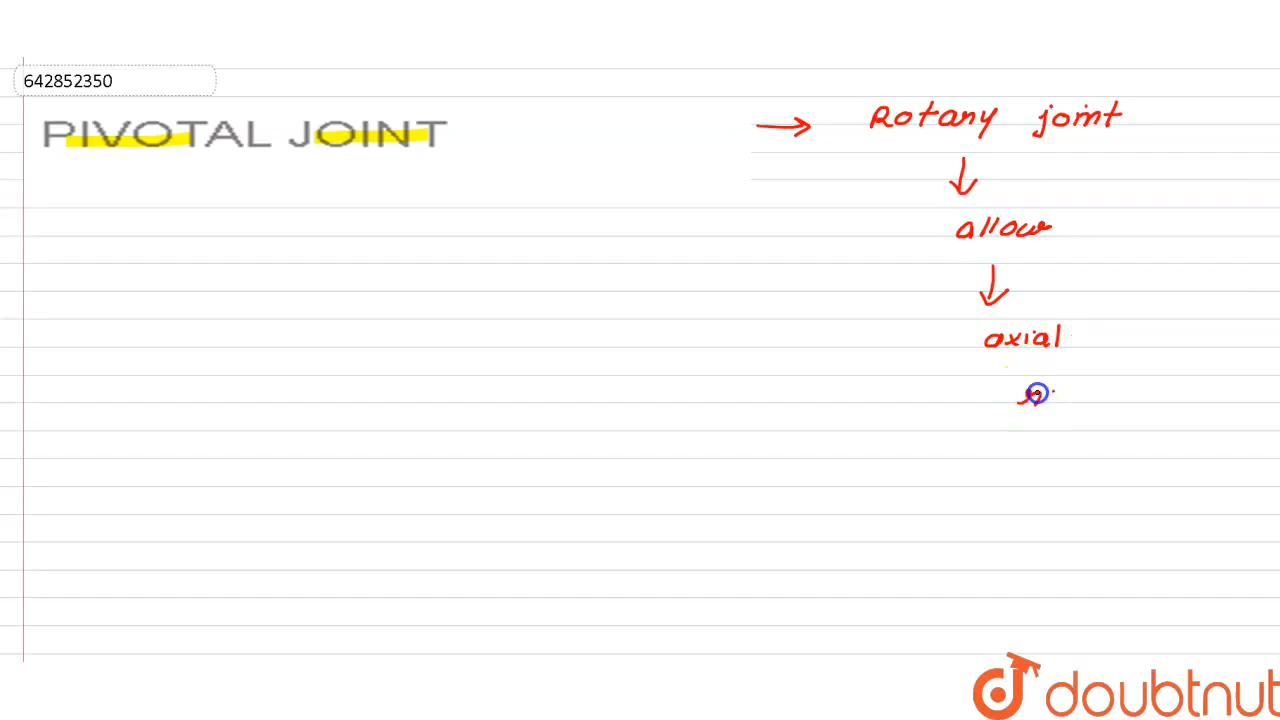 642852350
PIVOTAL JOINT
→ Rotary joint
↓
allow
↓
axial
doubtnut